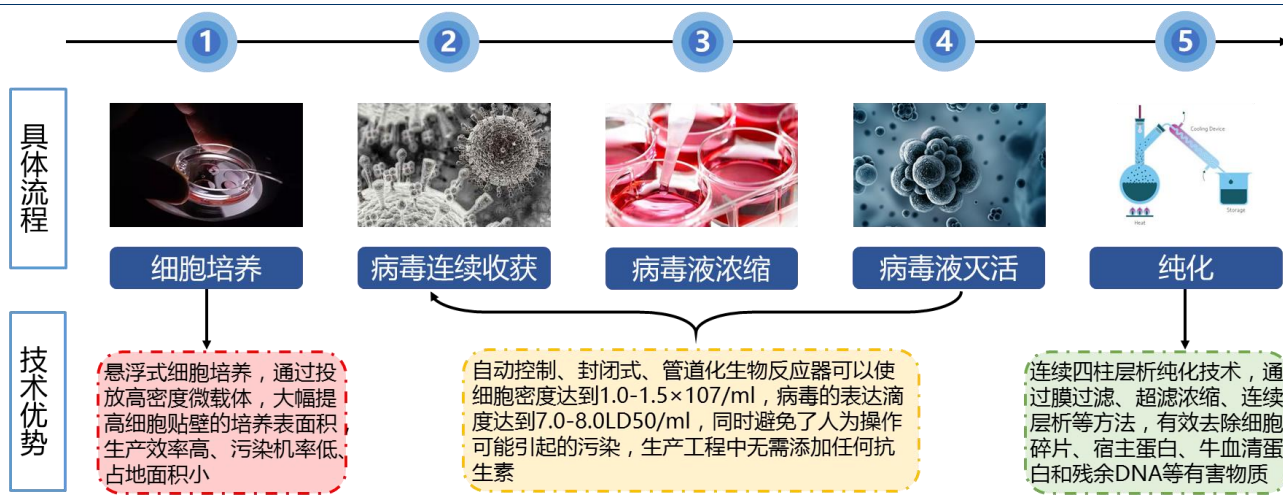 1
2
3
4
5
具体流程
Cooling Device
Heat
Storage
细胞培养
病毒连续收获
病毒液浓缩
病毒液灭活
纯化
技术优势
悬浮式细胞培养，通过投
放高密度微载体，大幅提
高细胞贴壁的培养表面积
生产效率高、污染机率低、
占地面积小
自动控制、封闭式、管道化生物反应器可以使
细胞密度达到1.0-1.5×107/ml，病毒的表达滴
度达到7.0-8.0LD50/ml，同时避免了人为操作
可能引起的污染，生产工程中无需添加任何抗
生素
连续四柱层析纯化技术，通
过膜过滤、超滤浓缩、连续
层析等方法，有效去除细胞
碎片、宿主蛋白、牛血清蛋
白和残余DNA等有害物质